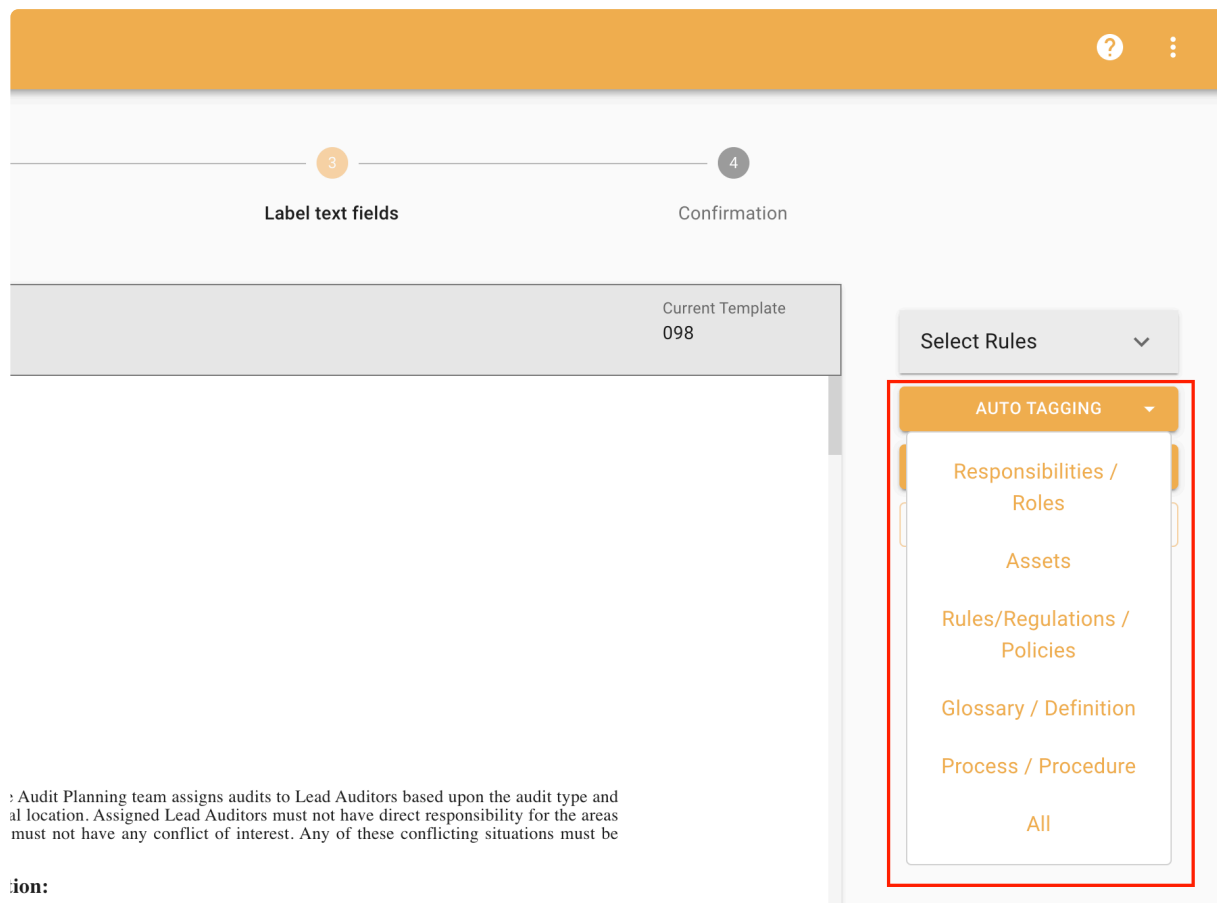 ?
3
4
Label text fields
Confirmation
Current Template
098
Select Rules
AUTO TAGGING
Responsibilities /
Roles
Assets
Rules/Regulations /
Policies
Glossary / Definition
Process / Procedure
All
Audit Planning team assigns audits to Lead Auditors based upon the audit type and
al location. Assigned Lead Auditors must not have direct responsibility for the areas
must not have any conflict of interest. Any of these conflicting situations must be
tion: